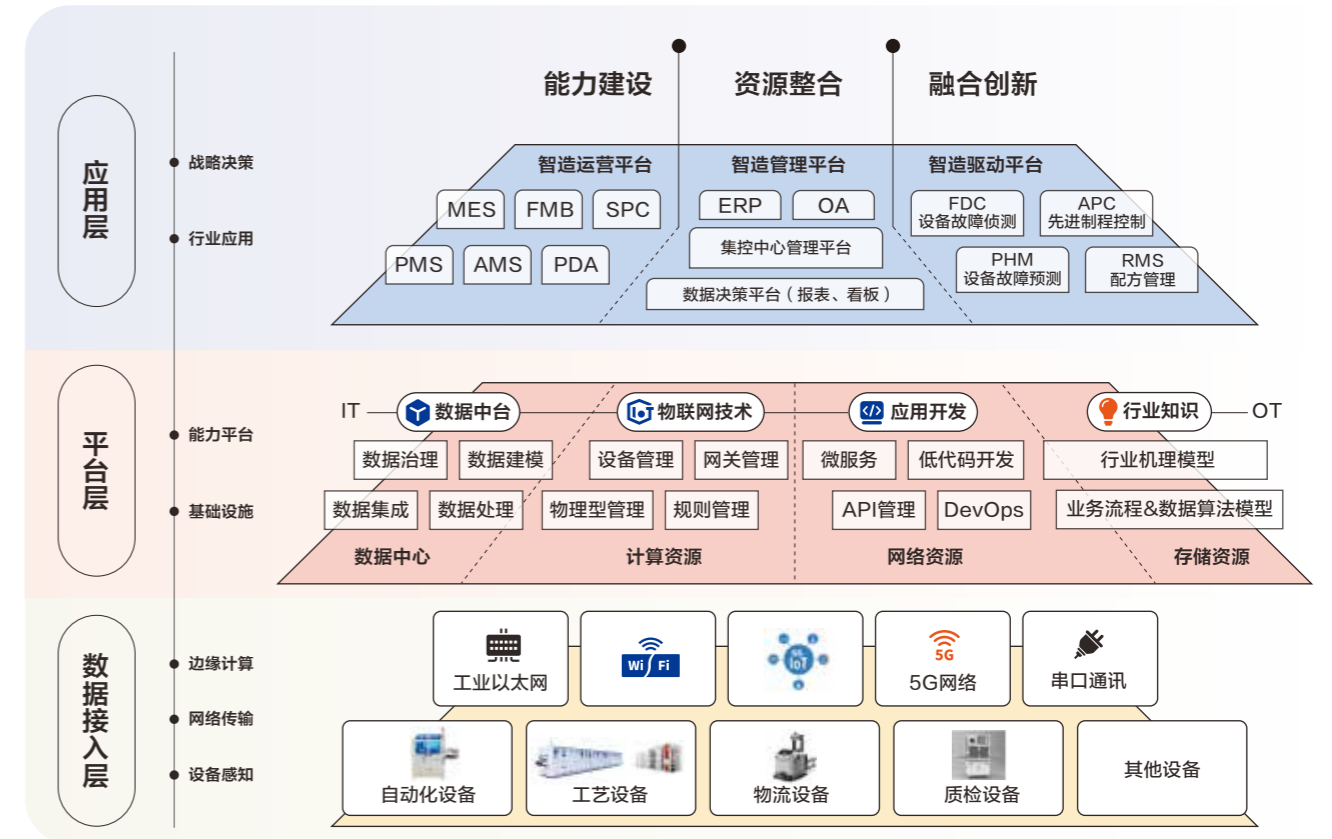 能力建设
资源整合
融合创新
应用层
战略决策
行业应用
智造运营平台
智造管理平台
智造驱动平台
MES
FMB
SPC
PMS
AMS
PDA
ERP
OA
集控中心管理平台
数据决策平台（报表、看板）
FDC
设备故障侦测
APC
先进制程控制
PHM
设备故障预测
RMS
配方管理
平台层
能力平台
基础设施
IT
数据中台
物联网技术
应用开发
行业知识
OT
数据治理
数据建模
设备管理
网关管理
微服务
低代码开发
行业机理模型
数据集成
数据处理
物理型管理
规则管理
API管理
DevOps
业务流程&数据算法模型
数据中心
计算资源
网络资源
存储资源
数据接入层
边缘计算
网络传输
设备感知
工业以太网
Wi Fi
IoT
5G
5G网络
串口通讯
自动化设备
工艺设备
物流设备
质检设备
其他设备